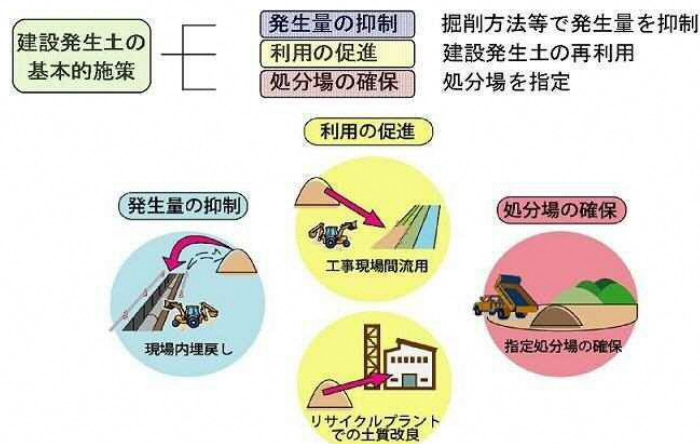 建設発生土の
基本的施策
発生量の抑制 掘削方法等で発生量を抑制
利用の促進 建設発生土の再利用
処分場の確保 処分場を指定
利用の促進
工事現場間流用
発生量の抑制
現場内埋戻し
処分場の確保
指定処分場の確保
リサイクルプラント
での土質改良